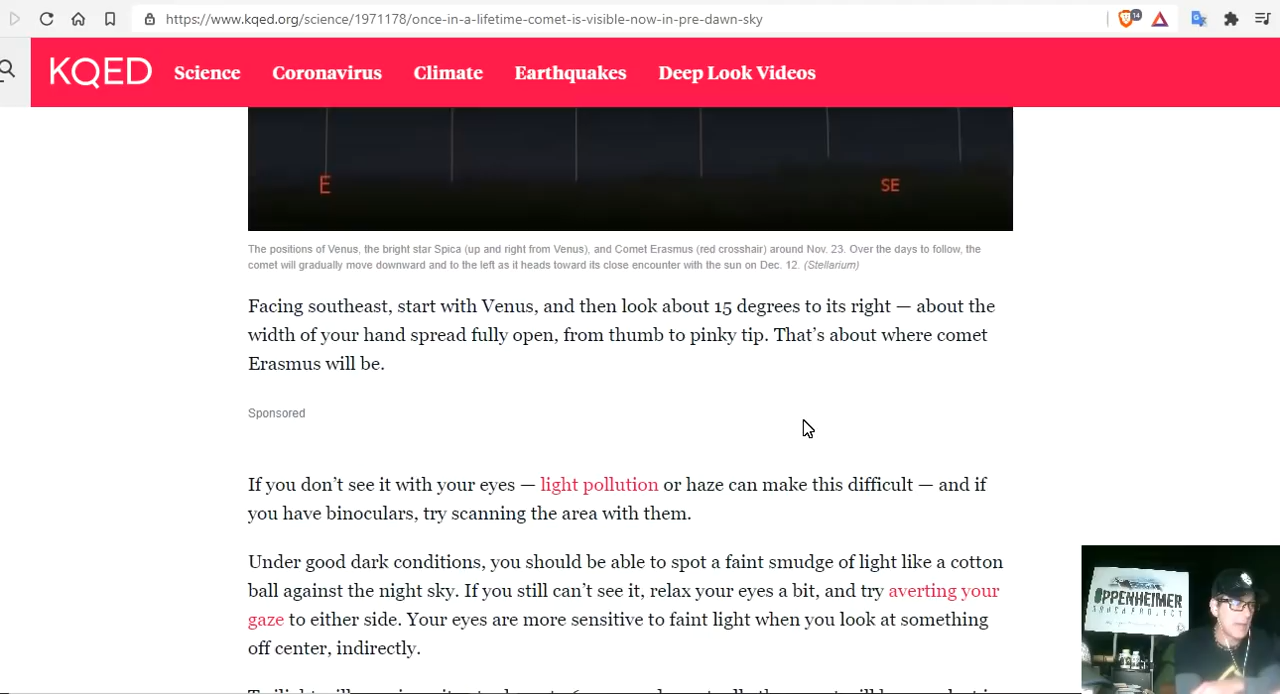 https://www.kqed.org/science/1971178/once-in-a-lifetime-comet-is-visible-now-in-pre-dawn-sky
14
KQED Science Coronavirus Climate Earthquakes Deep Look Videos
E SE
The positions of Venus, the bright star Spica (up and right from Venus), and Comet Erasmus (red crosshair) around Nov. 23. Over the days to follow, the
comet will gradually move downward and to the left as it heads toward its close encounter with the sun on Dec. 12. (Stellarium)
Facing southeast, start with Venus, and then look about 15 degrees to its right — about the
width of your hand spread fully open, from thumb to pinky tip. That’s about where comet
Erasmus will be.
Sponsored
If you don’t see it with your eyes — light pollution or haze can make this difficult — and if
you have binoculars, try scanning the area with them.
Under good dark conditions, you should be able to spot a faint smudge of light like a cotton
ball against the night sky. If you still can’t see it, relax your eyes a bit, and try averting your
gaze to either side. Your eyes are more sensitive to faint light when you look at something
off center, indirectly.
OPPENHEIMER
RANCH PROJECT